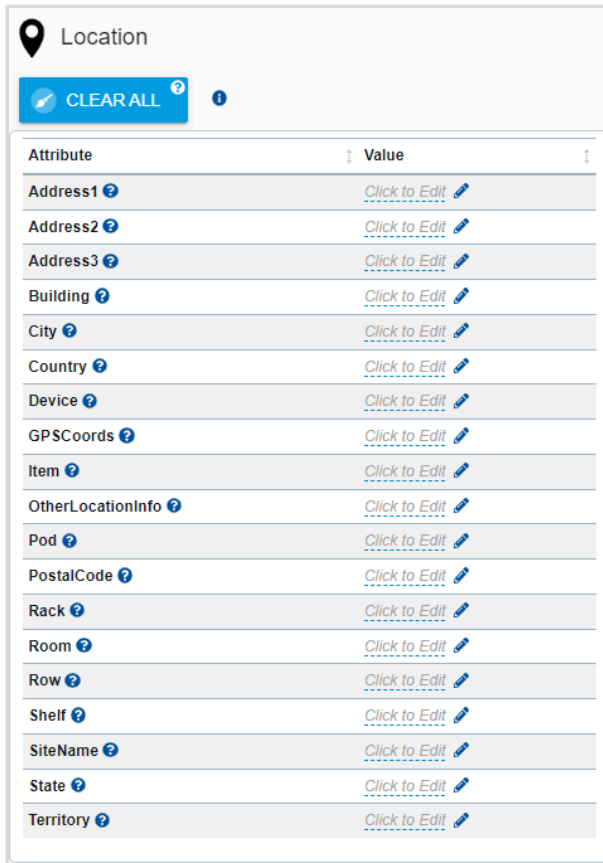 Location
CLEAR ALL ?
Attribute Value
Address1 Click to Edit
Address2 Click to Edit
Address3 Click to Edit
Building Click to Edit
City Click to Edit
Country Click to Edit
Device Click to Edit
GPSCoords Click to Edit
Item Click to Edit
OtherLocationInfo Click to Edit
Pod Click to Edit
PostalCode Click to Edit
Rack Click to Edit
Room Click to Edit
Row Click to Edit
Shelf Click to Edit
SiteName Click to Edit
State Click to Edit
Territory Click to Edit